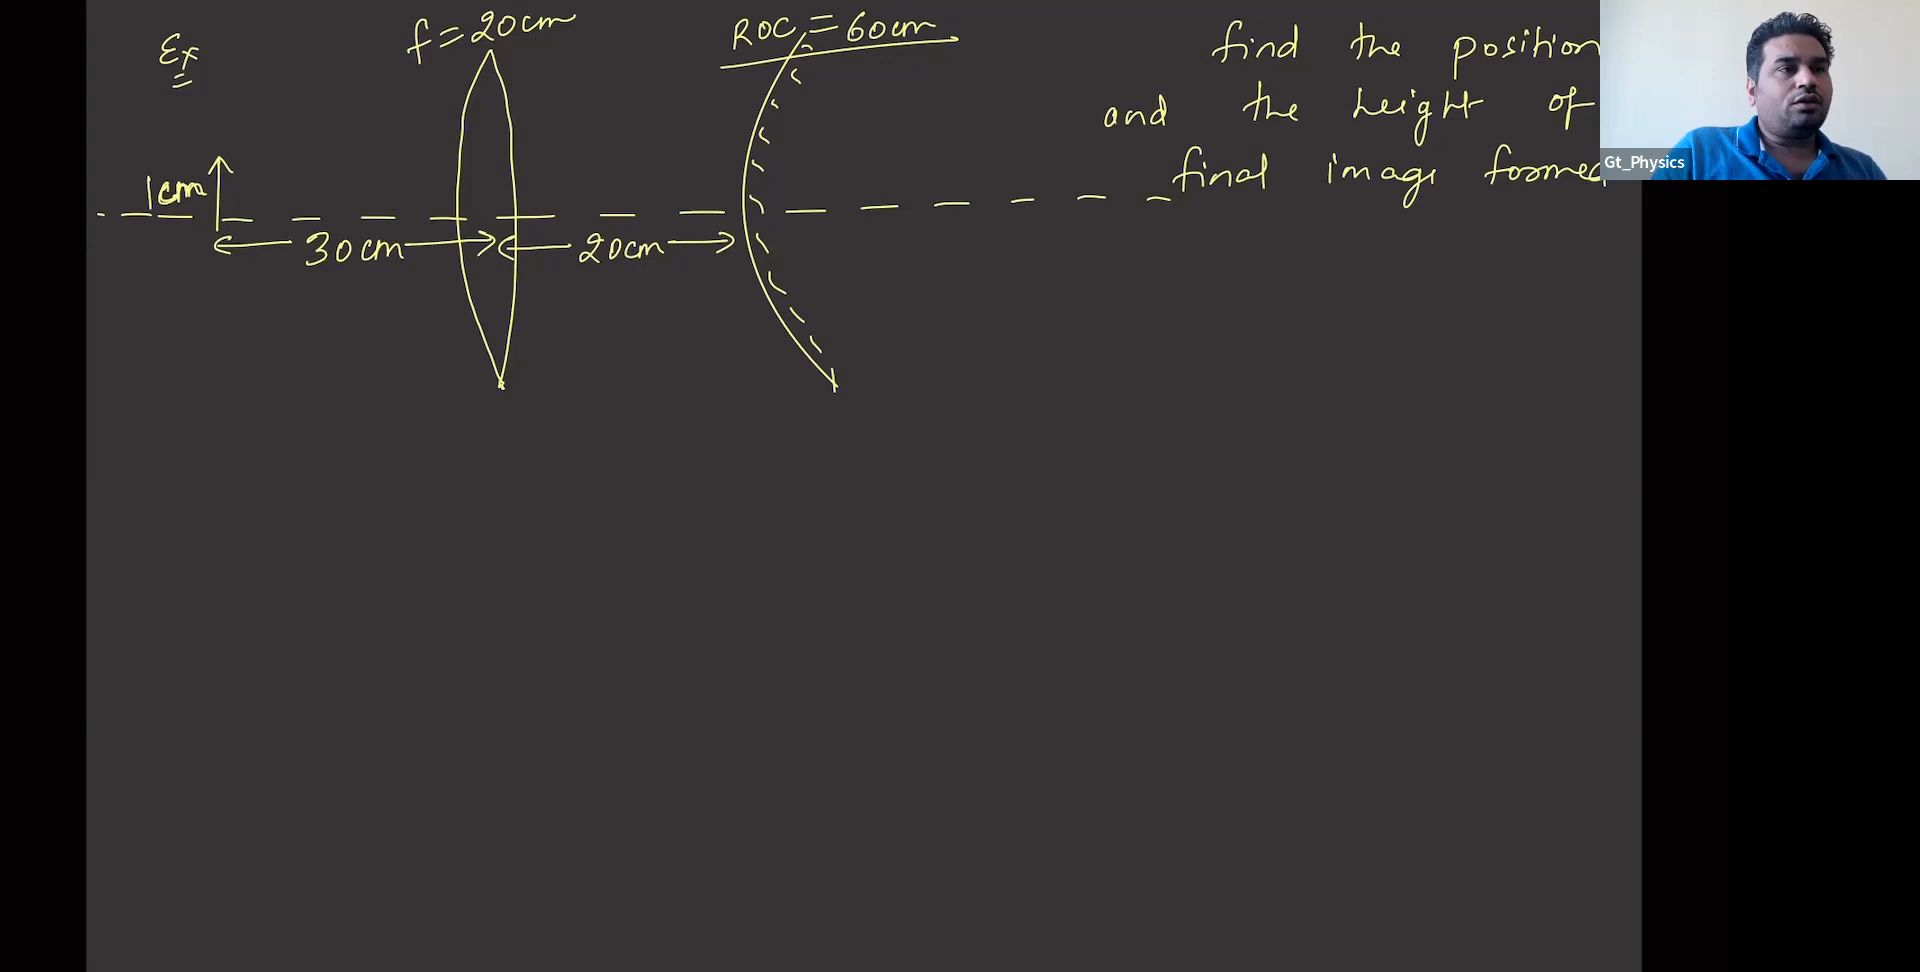 Ex
f = 20cm
ROC = 60cm
find the position
and the height of
final image formed
1cm
30cm
20cm
Gt_Physics